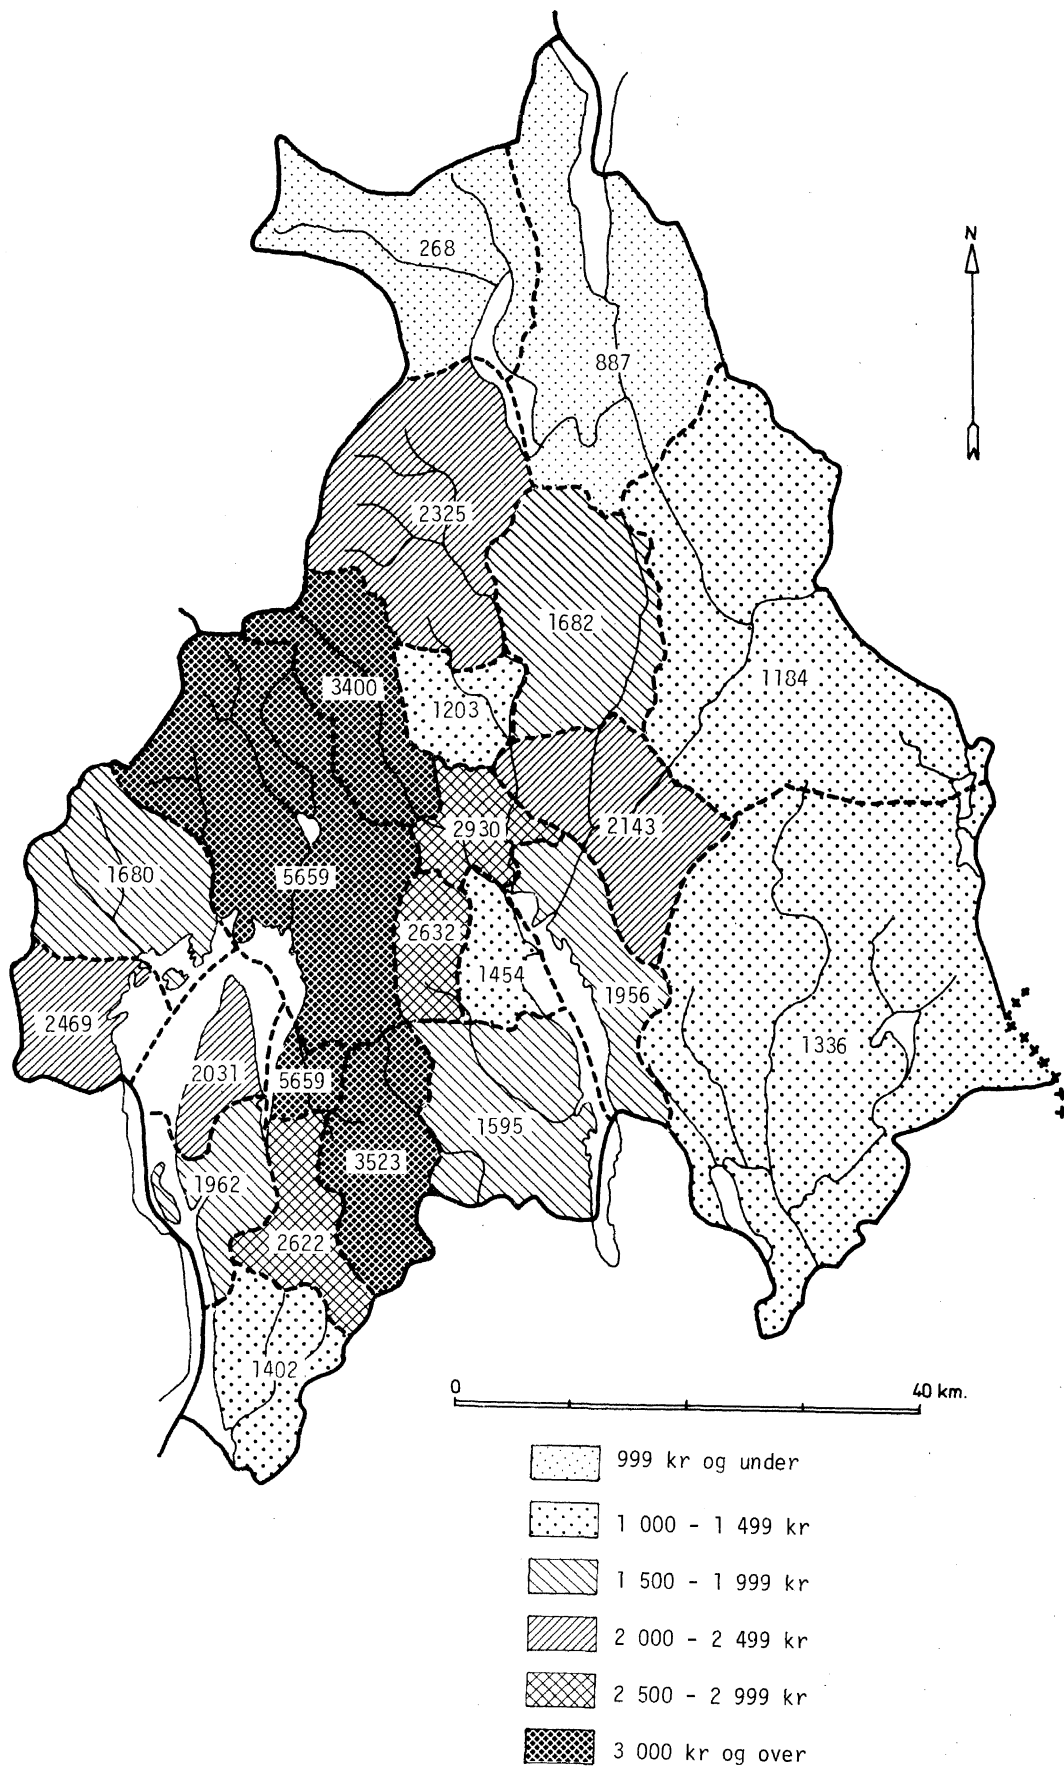 N
268
887
2325
1682
3400
1184
1203
2930
2143
1680
5659
2632
1454
1956
2469
1336
2031
5659
1595
3523
1962
2622
1402
0 40 km.
999 kr og under
1 000 - 1 499 kr
1 500 - 1 999 kr
2 000 - 2 499 kr
2 500 - 2 999 kr
3 000 kr og over